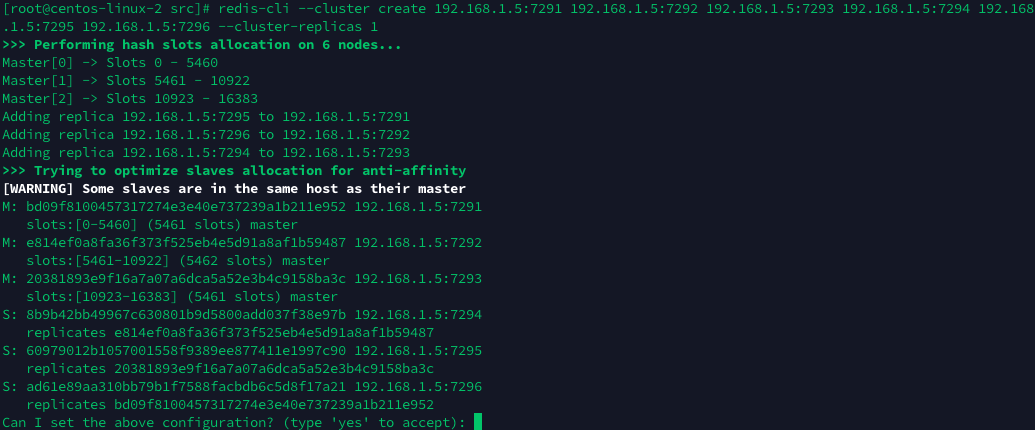 [root@centos-linux-2 src]# redis-cli --cluster create 192.168.1.5:7291 192.168.1.5:7292 192.168.1.5:7293 192.168.1.5:7294 192.168
.1.5:7295 192.168.1.5:7296 --cluster-replicas 1
>>> Performing hash slots allocation on 6 nodes...
Master[0] -> Slots 0 - 5460
Master[1] -> Slots 5461 - 10922
Master[2] -> Slots 10923 - 16383
Adding replica 192.168.1.5:7295 to 192.168.1.5:7291
Adding replica 192.168.1.5:7296 to 192.168.1.5:7292
Adding replica 192.168.1.5:7294 to 192.168.1.5:7293
>>> Trying to optimize slaves allocation for anti-affinity
[WARNING] Some slaves are in the same host as their master
M: bd09f8100457317274e3e40e737239a1b211e952 192.168.1.5:7291
   slots:[0-5460] (5461 slots) master
M: e814ef0a8fa36f373f525eb4e5d91a8af1b59487 192.168.1.5:7292
   slots:[5461-10922] (5462 slots) master
M: 20381893e9f16a7a07a6dca5a52e3b4c9158ba3c 192.168.1.5:7293
   slots:[10923-16383] (5461 slots) master
S: 8b9b42bb49967c630801b9d5800add037f38e97b 192.168.1.5:7294
   replicates e814ef0a8fa36f373f525eb4e5d91a8af1b59487
S: 60979012b1057001558f9389ee877411e1997c90 192.168.1.5:7295
   replicates 20381893e9f16a7a07a6dca5a52e3b4c9158ba3c
S: ad61e89aa310bb79b1f7588facbdb6c5d8f17a21 192.168.1.5:7296
   replicates bd09f8100457317274e3e40e737239a1b211e952
Can I set the above configuration? (type 'yes' to accept):